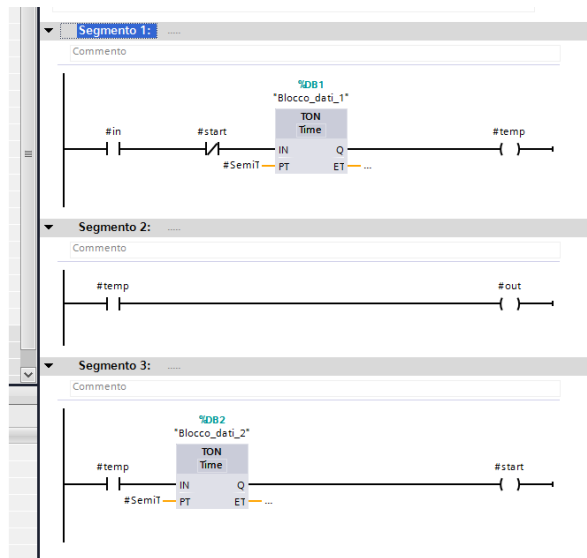 Segmento 1: .....
Commento
%DB1
"Blocco_dati_1"
TON
Time
#in #start #temp
IN Q
#SemiT PT ET ...
Segmento 2: .....
Commento
#temp #out
Segmento 3: .....
Commento
%DB2
"Blocco_dati_2"
TON
Time
#temp #start
IN Q
#SemiT PT ET ...